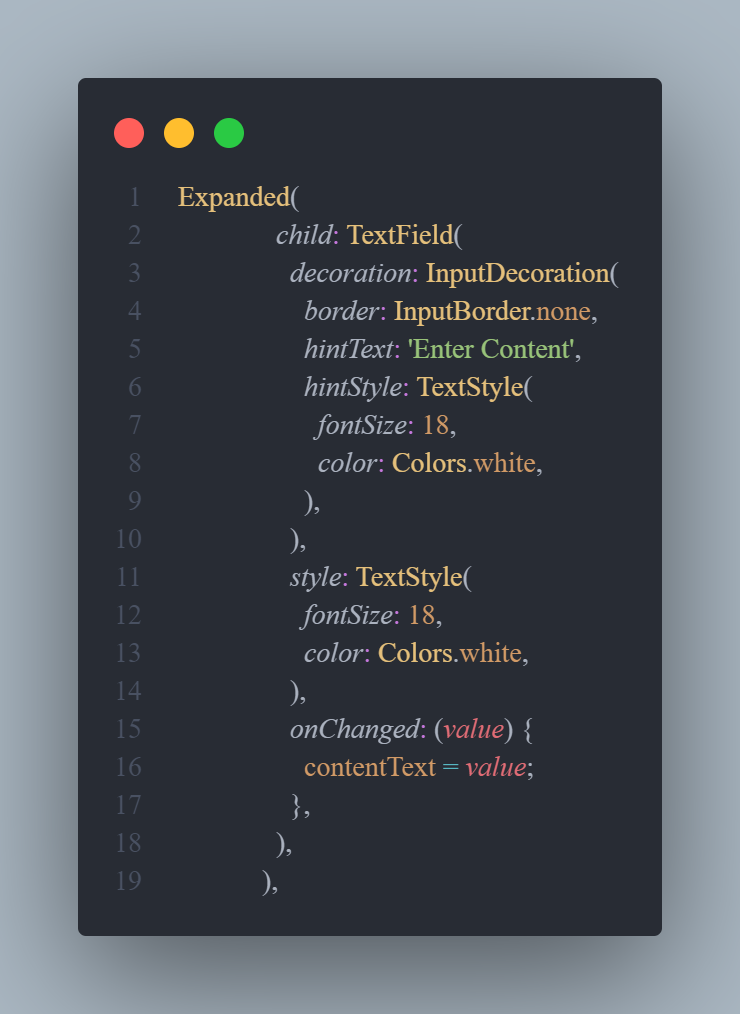 1 Expanded(
2 child: TextField(
3 decoration: InputDecoration(
4 border: InputBorder.none,
5 hintText: 'Enter Content',
6 hintStyle: TextStyle(
7 fontSize: 18,
8 color: Colors.white,
9 ),
10 ),
11 style: TextStyle(
12 fontSize: 18,
13 color: Colors.white,
14 ),
15 onChanged: (value) {
16 contentText = value;
17 },
18 ),
19 ),